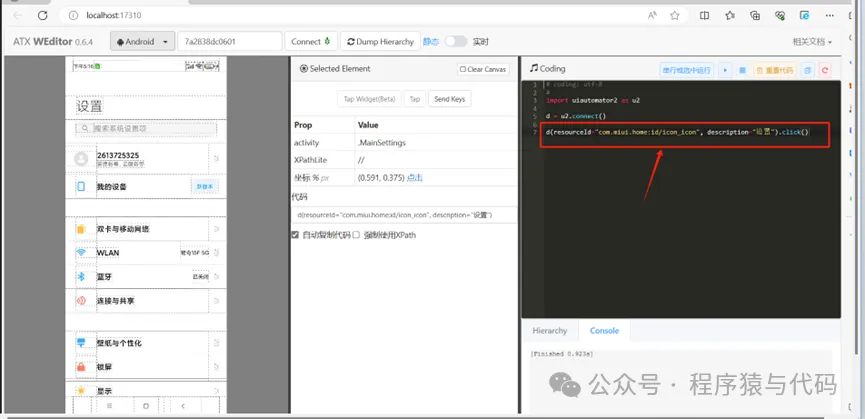 localhost:17310
ATX WEditor 0.6.4
Android
7a2838dc0601
Connect
Dump Hierarchy
静态
实时
相关文档
下午5:16
设置
搜索系统设置项
2613725325
我的设备
双卡与移动网络
WLAN
蓝牙
已关闭
连接与共享
壁纸与个性化
锁屏
显示
Selected Element
Clear Canvas
Tap Widget(Beta)
Tap
Send Keys
Prop Value
activity .MainSettings
XPathLite //
坐标 % px (0.591, 0.375) 点击
代码
d(resourceId="com.miui.home:id/icon_icon", description="设置")
自动复制代码 强制使用XPath
Coding
重置代码
1 # coding: utf-8
2 #
3 import uiautomator2 as u2
4
5 d = u2.connect()
6
7 d(resourceId="com.miui.home:id/icon_icon", description="设置").click()
Hierarchy
Console
[Finished 0.923s]
公众号 · 程序猿与代码